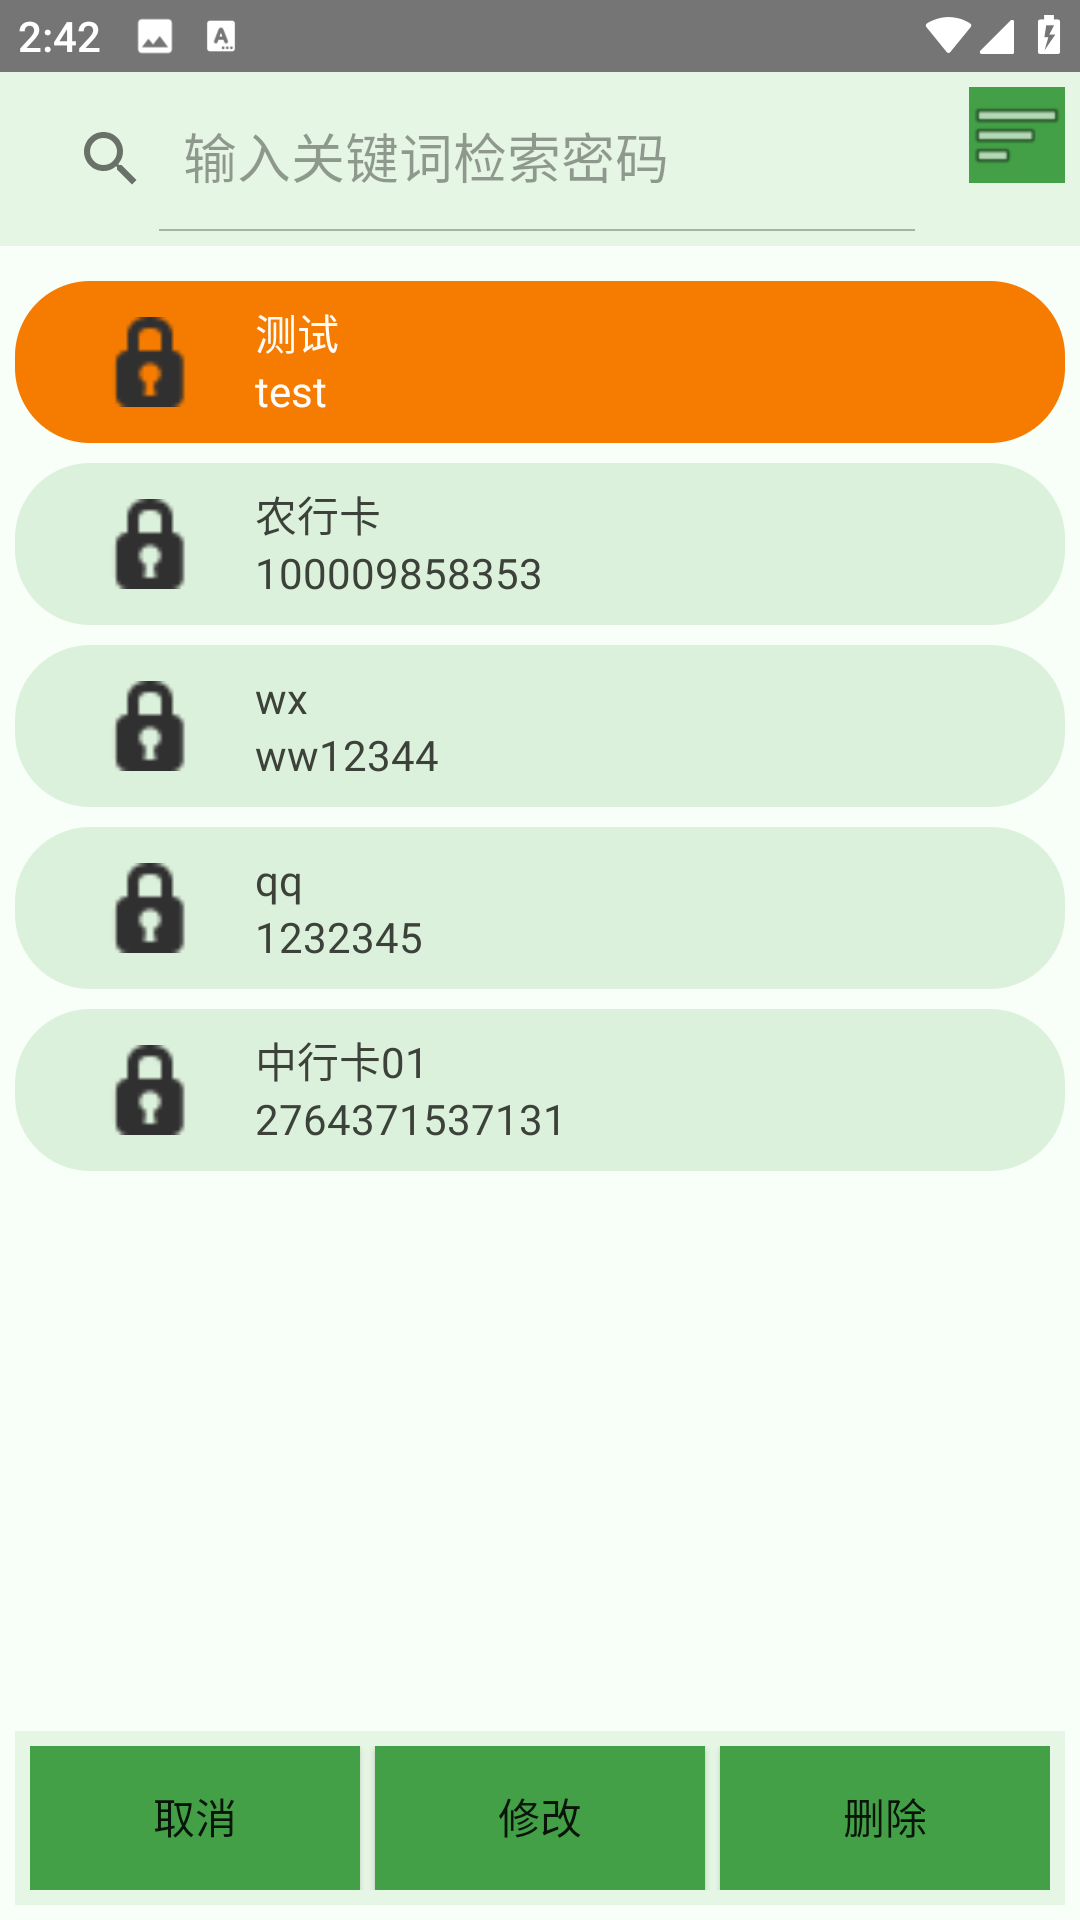 2:42
输入关键词检索密码
测试
test
农行卡
100009858353
wx
ww12344
qq
1232345
中行卡01
2764371537131
取消
修改
删除